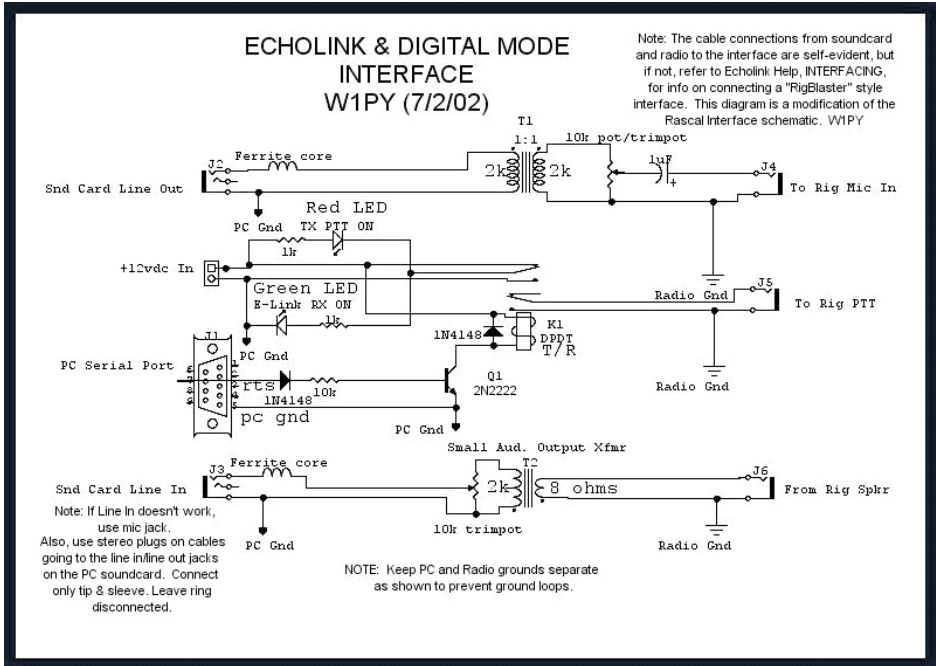 ECHOLINK & DIGITAL MODE
INTERFACE
W1PY (7/2/02)
Note: The cable connections from soundcard
and radio to the interface are self-evident, but
if not, refer to Echolink Help, INTERFACING,
for info on connecting a "RigBlaster" style
interface. This diagram is a modification of the
Rascal Interface schematic. W1PY
T1
1:1
10k pot/trimpot
J2
Ferrite core
2k
2k
1uF
+
J4
Snd Card Line Out
To Rig Mic In
PC Gnd
Red LED
TX PTT ON
1k
+12vdc In
Green LED
E-Link RX ON
1k
Radio Gnd
J5
To Rig PTT
PC Gnd
J1
1N4148
K1
DPDT
T/R
PC Serial Port
rts
1N4148
10k
Q1
2N2222
pc gnd
PC Gnd
Radio Gnd
Small Aud. Output Xfmr
J3
Ferrite core
T2
J6
2k
8 ohms
Snd Card Line In
From Rig Spkr
10k trimpot
PC Gnd
Radio Gnd
Note: If Line In doesn't work,
use mic jack.
Also, use stereo plugs on cables
going to the line in/line out jacks
on the PC soundcard. Connect
only tip & sleeve. Leave ring
disconnected.
NOTE: Keep PC and Radio grounds separate
as shown to prevent ground loops.